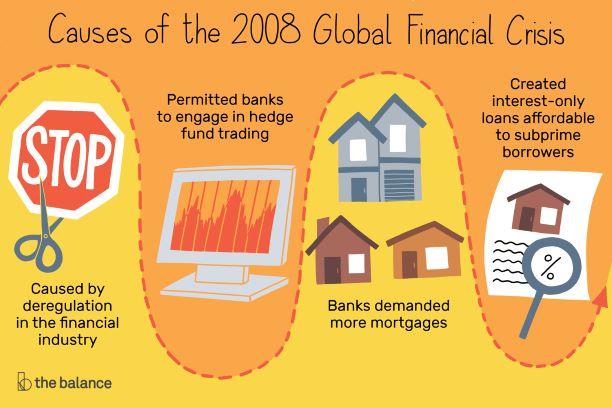 Causes of the 2008 Global Financial Crisis
STOP
Caused by
deregulation
in the financial
industry
Permitted banks
to engage in hedge
fund trading
Banks demanded
more mortgages
Created
interest-only
loans affordable
to subprime
borrowers
%
the balance